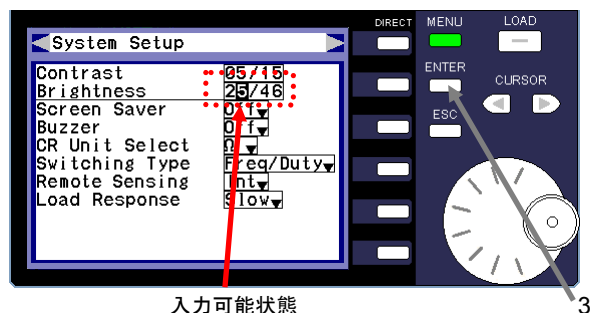 DIRECT MENU LOAD
System Setup
Contrast 05/15
Brightness 25/46
Screen Saver Off
Buzzer Off
CR Unit Select Ω
Switching Type Freq/Duty
Remote Sensing Int
Load Response Slow
ENTER
CURSOR
ESC
入力可能状態
3